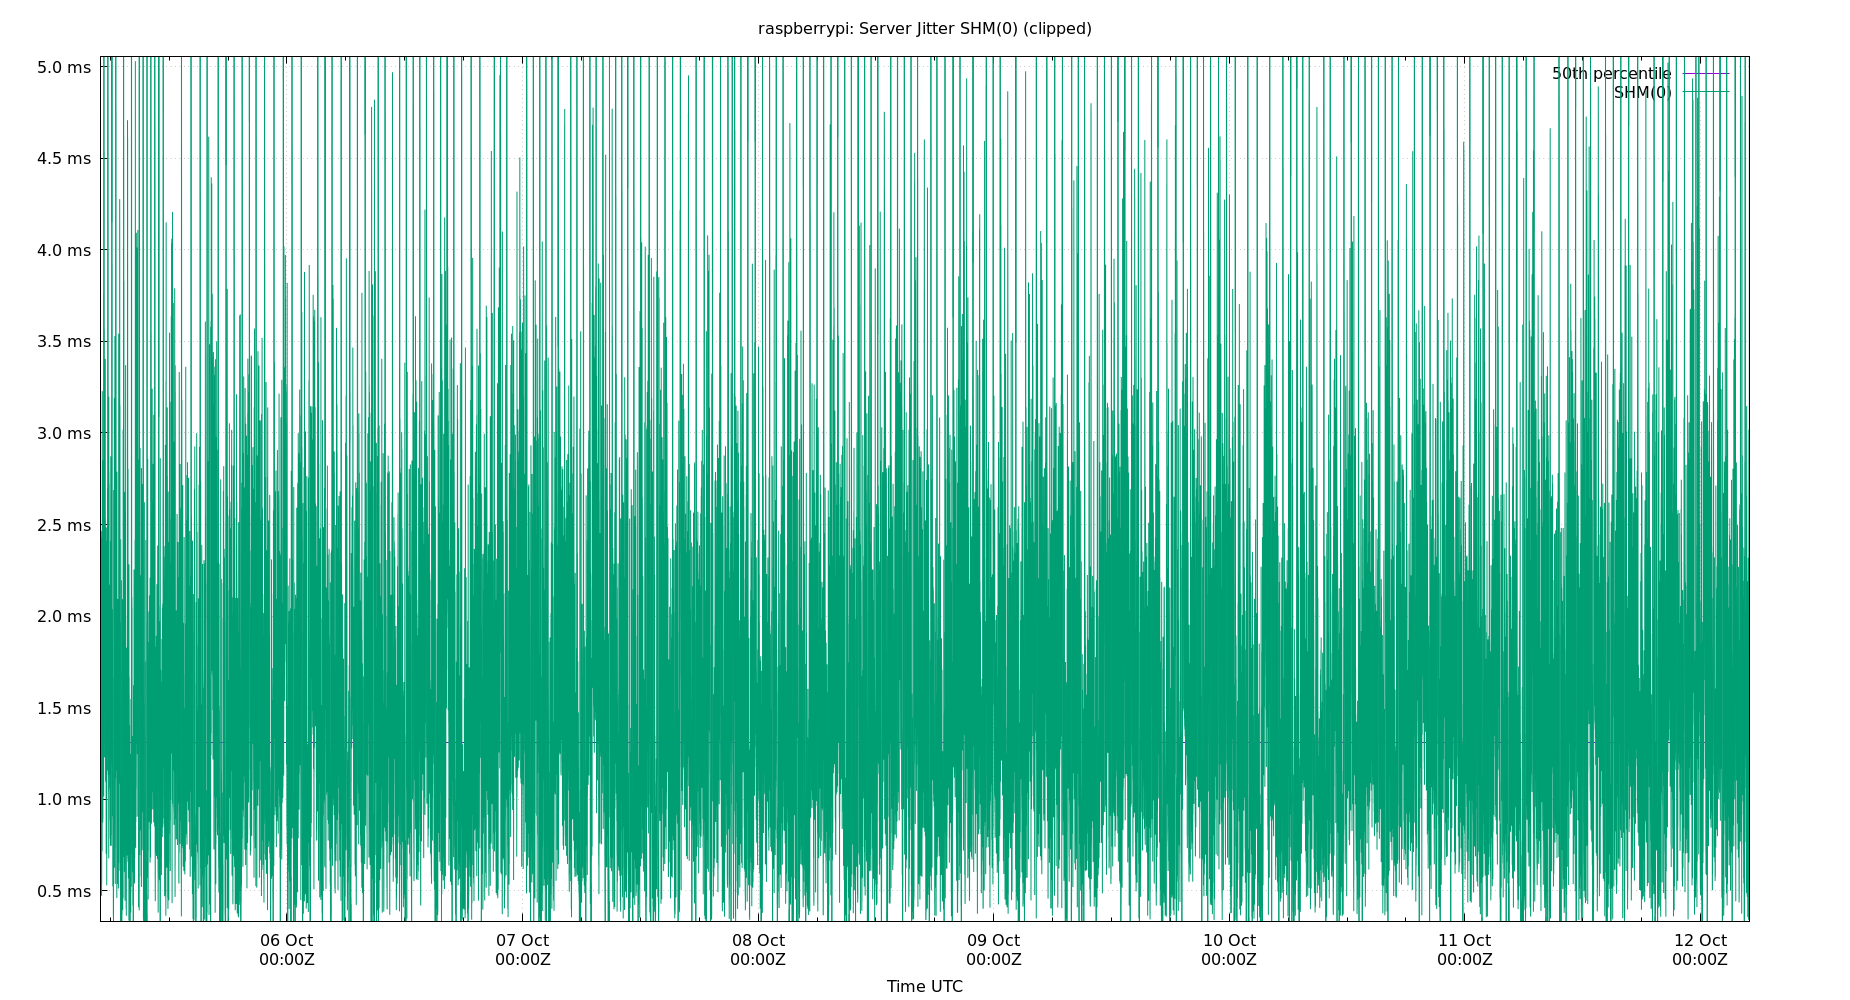 raspberrypi: Server Jitter SHM(0) (clipped)
5.0 ms
4.5 ms
4.0 ms
3.5 ms
3.0 ms
2.5 ms
2.0 ms
1.5 ms
1.0 ms
0.5 ms
50th percentile
SHM(0)
06 Oct 07 Oct 08 Oct 09 Oct 10 Oct 11 Oct 12 Oct
00:00Z 00:00Z 00:00Z 00:00Z 00:00Z 00:00Z 00:00Z
Time UTC